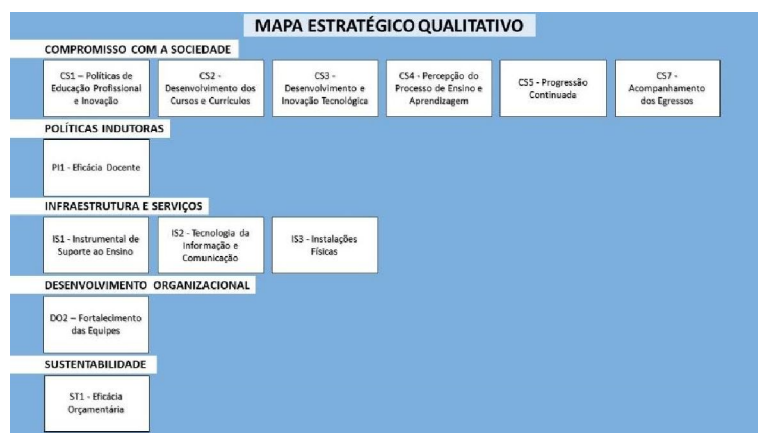 MAPA ESTRATÉGICO QUALITATIVO
COMPROMISSO COM A SOCIEDADE
CS1 – Políticas de
Educação Profissional
e Inovação
CS2 -
Desenvolvimento dos
Cursos e Currículos
CS3 -
Desenvolvimento e
Inovação Tecnológica
CS4 - Percepção do
Processo de Ensino e
Aprendizagem
CS5 - Progressão
Continuada
CS7 -
Acompanhamento
dos Egressos
POLÍTICAS INDUTORAS
PI1 - Eficácia Docente
INFRAESTRUTURA E SERVIÇOS
IS1 - Instrumental de
Suporte ao Ensino
IS2 - Tecnologia da
Informação e
Comunicação
IS3 - Instalações
Físicas
DESENVOLVIMENTO ORGANIZACIONAL
DO2 – Fortalecimento
das Equipes
SUSTENTABILIDADE
ST1 - Eficácia
Orçamentária